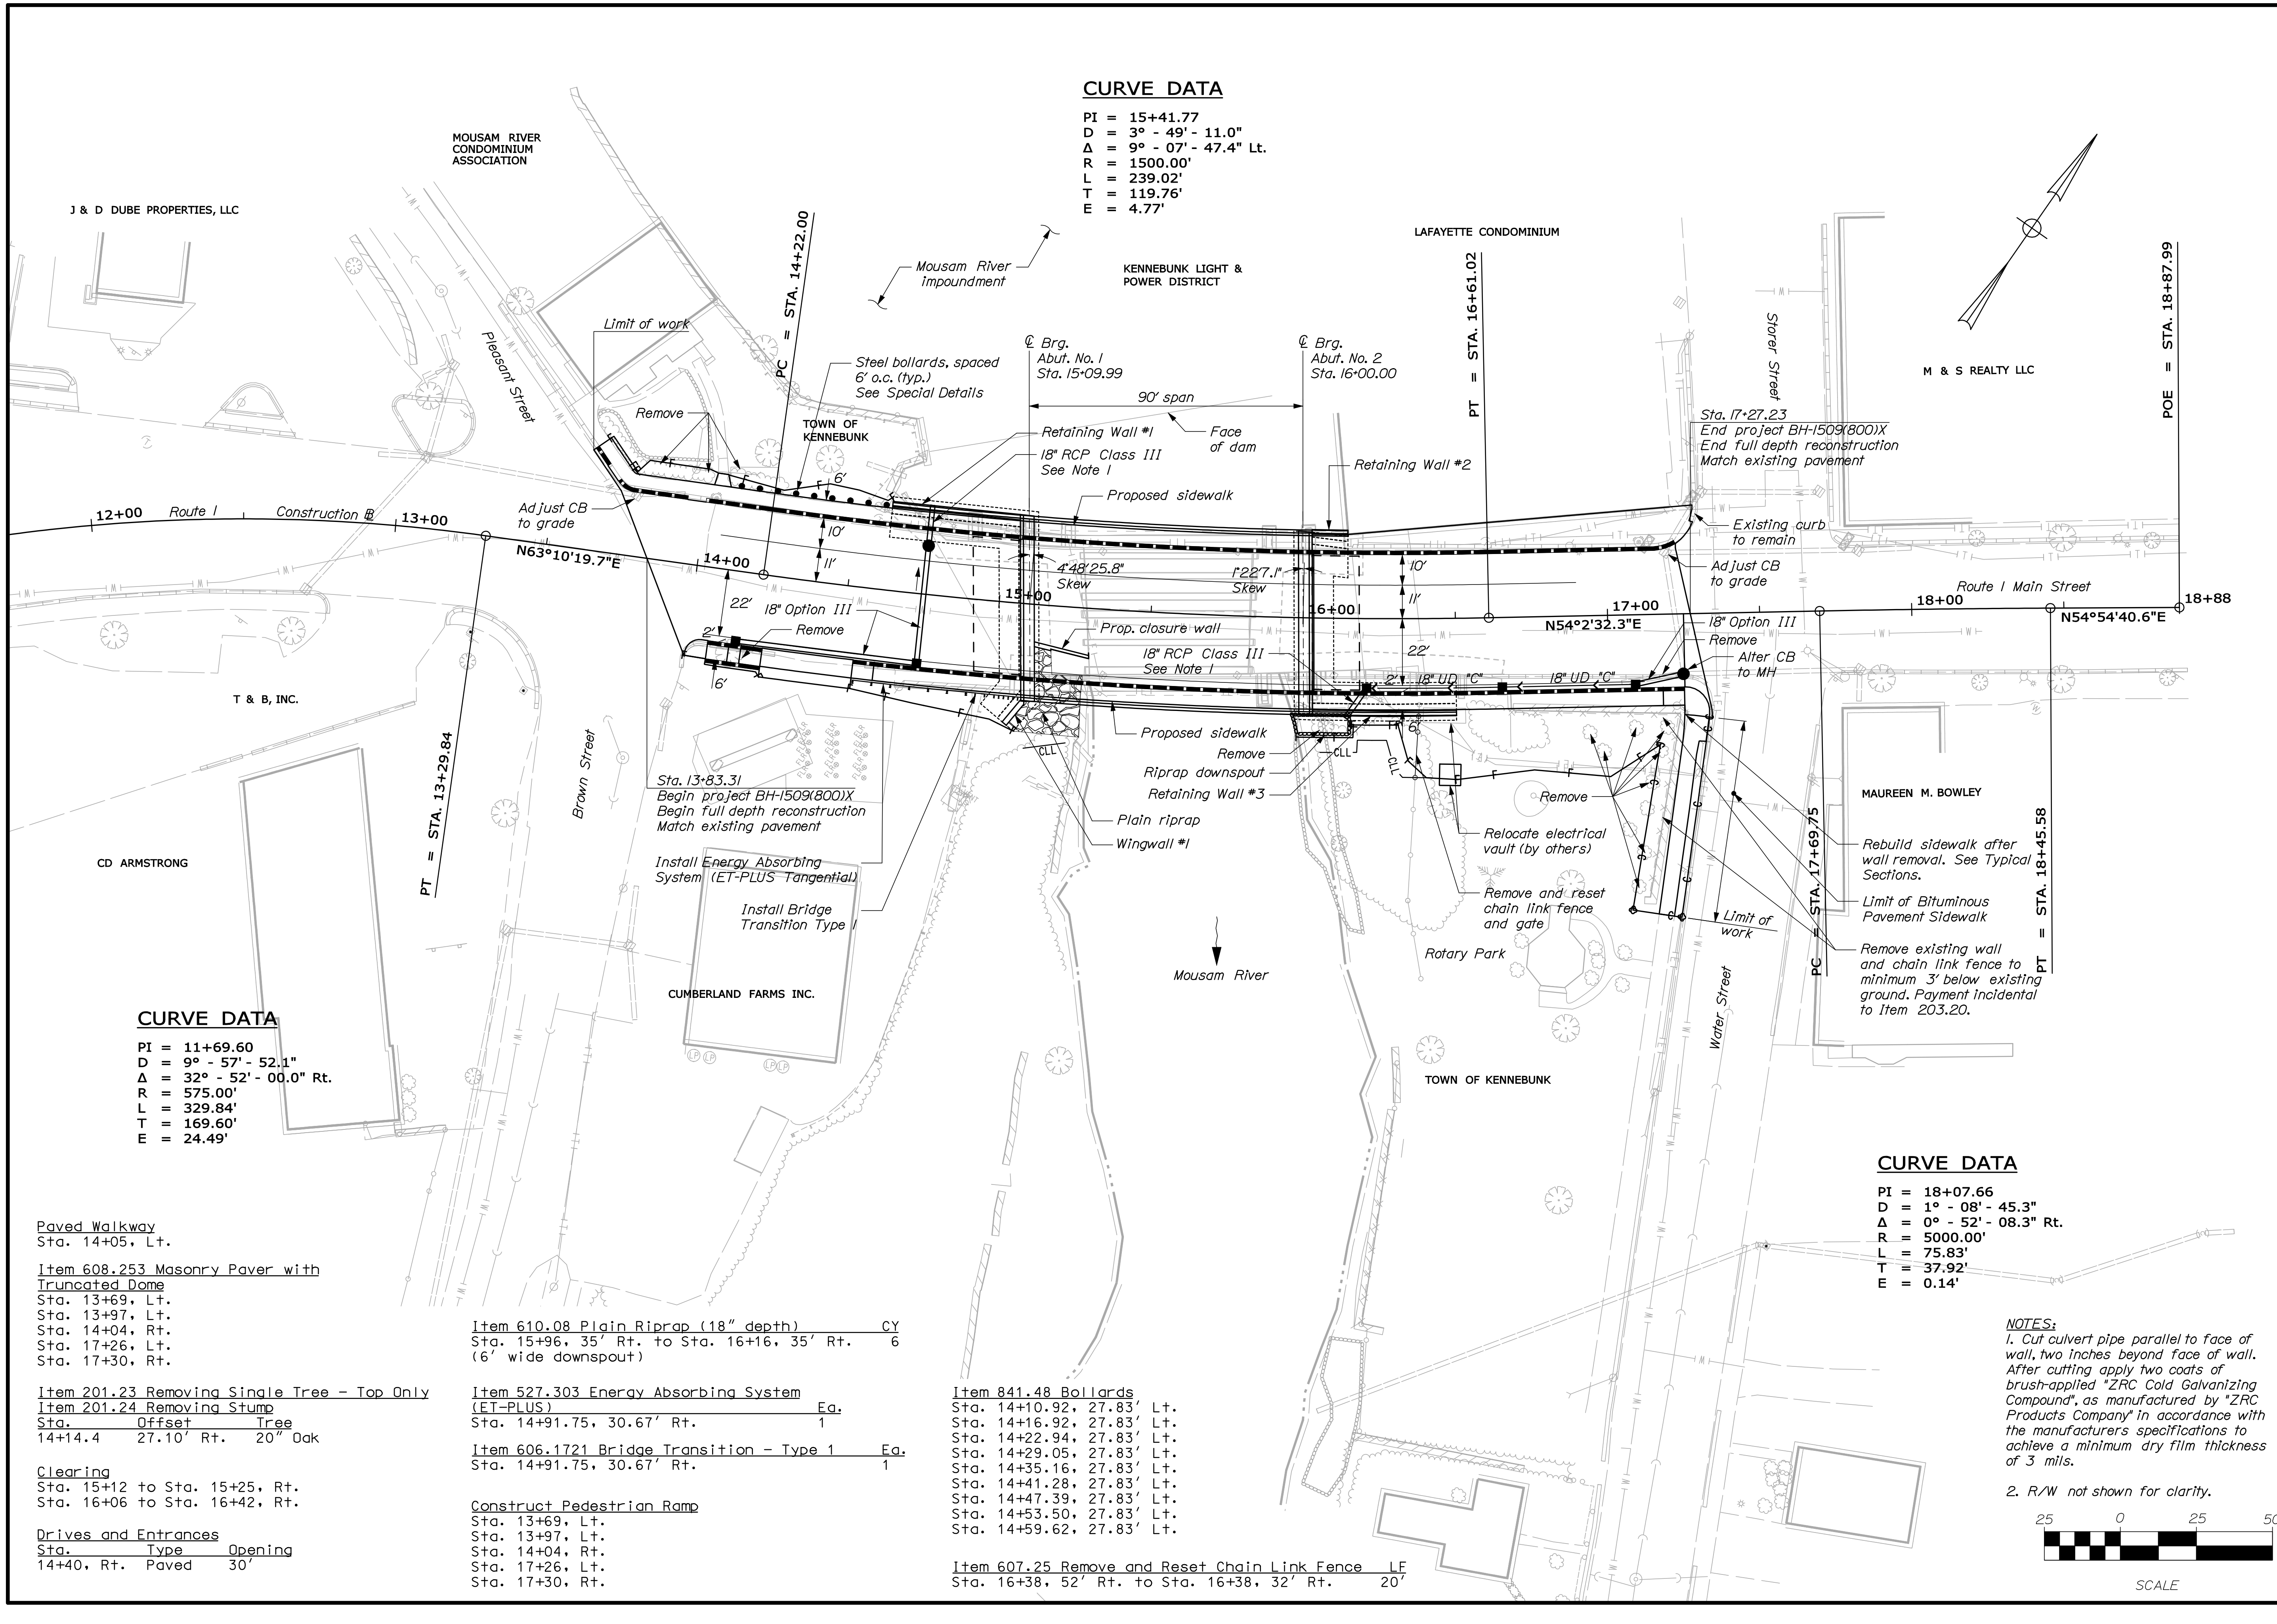 CURVE DATA
PI = 15+41.77
D = 3° - 49' - 11.0"
Δ = 9° - 07' - 47.4" Lt.
R = 1500.00'
L = 239.02'
T = 119.76'
E = 4.77'
MOUSAM RIVER
CONDOMINIUM
ASSOCIATION
J & D DUBE PROPERTIES, LLC
Pleasant Street
Limit of work
Remove
PC = STA. 14+22.00
Mousam River
impoundment
KENNEBUNK LIGHT &
POWER DISTRICT
LAFAYETTE CONDOMINIUM
Steel bollards, spaced
6' o.c. (typ.)
See Special Details
TOWN OF
KENNEBUNK
℄ Brg.
Abut. No. 1
Sta. 15+09.99
℄ Brg.
Abut. No. 2
Sta. 16+00.00
90' span
Retaining Wall #1
Face
of dam
18" RCP Class III
See Note 1
Retaining Wall #2
Proposed sidewalk
PT = STA. 16+61.02
Storer Street
M & S REALTY LLC
POE = STA. 18+87.99
Sta. 17+27.23
End project BH-1509(800)X
End full depth reconstruction
Match existing pavement
Existing curb
to remain
Adjust CB
to grade
Adjust CB
to grade
12+00
Route 1
Construction ⅊
13+00
N63°10'19.7"E
14+00
15+00
16+00
17+00
18+00
18+88
Route 1 Main Street
N54°2'32.3"E
N54°54'40.6"E
6'
10'
11'
22'
4°48'25.8"
Skew
1°22'7.1"
Skew
10'
11'
22'
18" Option III
Remove
2'
6'
Prop. closure wall
18" RCP Class III
See Note 1
2'
18" UD "C"
18" UD "C"
18" Option III
Remove
Alter CB
to MH
6'
T & B, INC.
PT = STA. 13+29.84
Brown Street
Sta. 13+83.31
Begin project BH-1509(800)X
Begin full depth reconstruction
Match existing pavement
Install Energy Absorbing
System (ET-PLUS Tangential)
Install Bridge
Transition Type 1
CLL
CLL
CLL
Proposed sidewalk
Remove
Riprap downspout
Retaining Wall #3
Plain riprap
Wingwall #1
Remove
Relocate electrical
vault (by others)
Remove and reset
chain link fence
and gate
Rotary Park
Limit of
work
Mousam River
Water Street
MAUREEN M. BOWLEY
PC = STA. 17+69.75
PT = STA. 18+45.58
Rebuild sidewalk after
wall removal. See Typical
Sections.
Limit of Bituminous
Pavement Sidewalk
Remove existing wall
and chain link fence to
minimum 3' below existing
ground. Payment incidental
to Item 203.20.
CD ARMSTRONG
CUMBERLAND FARMS INC.
TOWN OF KENNEBUNK
CURVE DATA
PI = 11+69.60
D = 9° - 57' - 52.1"
Δ = 32° - 52' - 00.0" Rt.
R = 575.00'
L = 329.84'
T = 169.60'
E = 24.49'
CURVE DATA
PI = 18+07.66
D = 1° - 08' - 45.3"
Δ = 0° - 52' - 08.3" Rt.
R = 5000.00'
L = 75.83'
T = 37.92'
E = 0.14'
Paved Walkway
Sta. 14+05, Lt.
Item 608.253 Masonry Paver with
Truncated Dome
Sta. 13+69, Lt.
Sta. 13+97, Lt.
Sta. 14+04, Rt.
Sta. 17+26, Lt.
Sta. 17+30, Rt.
Item 201.23 Removing Single Tree - Top Only
Item 201.24 Removing Stump
Sta. Offset Tree
14+14.4 27.10' Rt. 20" Oak
Clearing
Sta. 15+12 to Sta. 15+25, Rt.
Sta. 16+06 to Sta. 16+42, Rt.
Drives and Entrances
Sta. Type Opening
14+40, Rt. Paved 30'
Item 610.08 Plain Riprap (18" depth) CY
Sta. 15+96, 35' Rt. to Sta. 16+16, 35' Rt. 6
(6' wide downspout)
Item 527.303 Energy Absorbing System
(ET-PLUS) Ea.
Sta. 14+91.75, 30.67' Rt. 1
Item 606.1721 Bridge Transition - Type 1 Ea.
Sta. 14+91.75, 30.67' Rt. 1
Construct Pedestrian Ramp
Sta. 13+69, Lt.
Sta. 13+97, Lt.
Sta. 14+04, Rt.
Sta. 17+26, Lt.
Sta. 17+30, Rt.
Item 841.48 Bollards
Sta. 14+10.92, 27.83' Lt.
Sta. 14+16.92, 27.83' Lt.
Sta. 14+22.94, 27.83' Lt.
Sta. 14+29.05, 27.83' Lt.
Sta. 14+35.16, 27.83' Lt.
Sta. 14+41.28, 27.83' Lt.
Sta. 14+47.39, 27.83' Lt.
Sta. 14+53.50, 27.83' Lt.
Sta. 14+59.62, 27.83' Lt.
Item 607.25 Remove and Reset Chain Link Fence LF
Sta. 16+38, 52' Rt. to Sta. 16+38, 32' Rt. 20'
NOTES:
1. Cut culvert pipe parallel to face of
wall, two inches beyond face of wall.
After cutting apply two coats of
brush-applied "ZRC Cold Galvanizing
Compound", as manufactured by "ZRC
Products Company" in accordance with
the manufacturers specifications to
achieve a minimum dry film thickness
of 3 mils.
2. R/W not shown for clarity.
25 0 25 50
SCALE